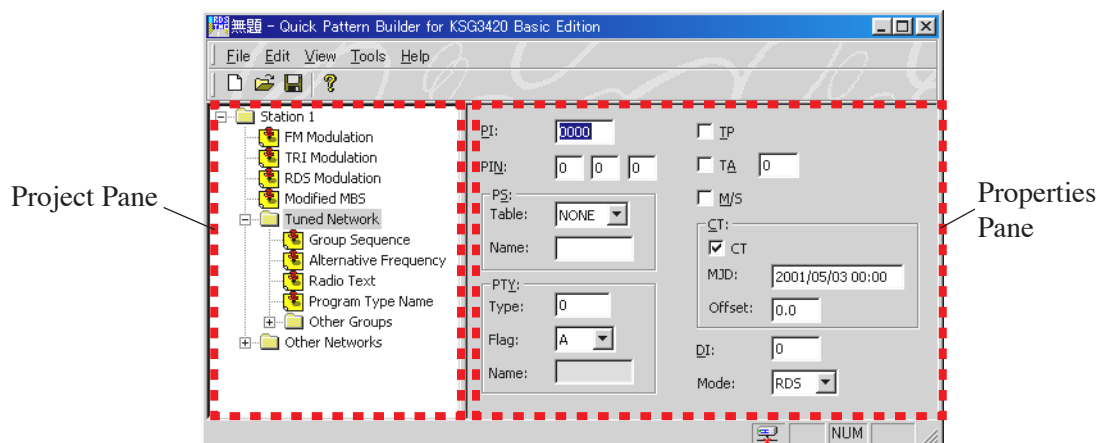 RDS
TMC
無題 - Quick Pattern Builder for KSG3420 Basic Edition
File Edit View Tools Help
Project Pane
Station 1
FM Modulation
TRI Modulation
RDS Modulation
Modified MBS
Tuned Network
Group Sequence
Alternative Frequency
Radio Text
Program Type Name
Other Groups
Other Networks
PI: 0000
PIN: 0 0 0
PS:
Table: NONE
Name:
PTY:
Type: 0
Flag: A
Name:
TP
TA 0
M/S
CT:
CT
MJD: 2001/05/03 00:00
Offset: 0.0
DI: 0
Mode: RDS
Properties
Pane
NUM